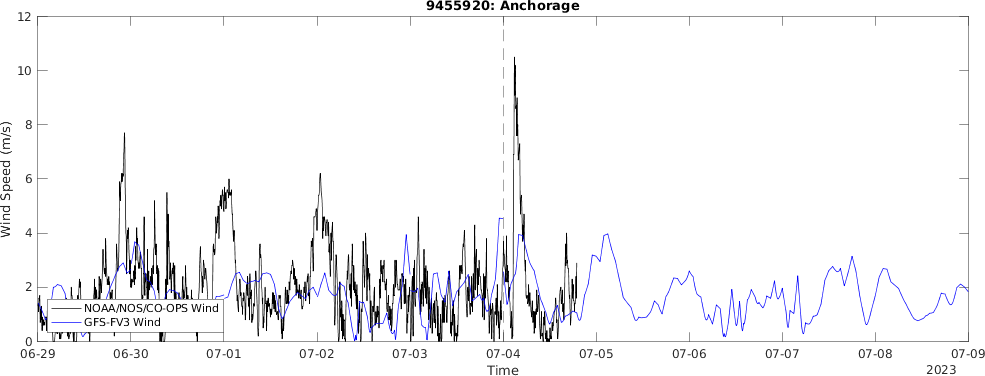 9455920: Anchorage
12
10
8
6
4
2
0
Wind Speed (m/s)
NOAA/NOS/CO-OPS Wind
GFS-FV3 Wind
06-29 06-30 07-01 07-02 07-03 07-04 07-05 07-06 07-07 07-08 07-09
Time
2023